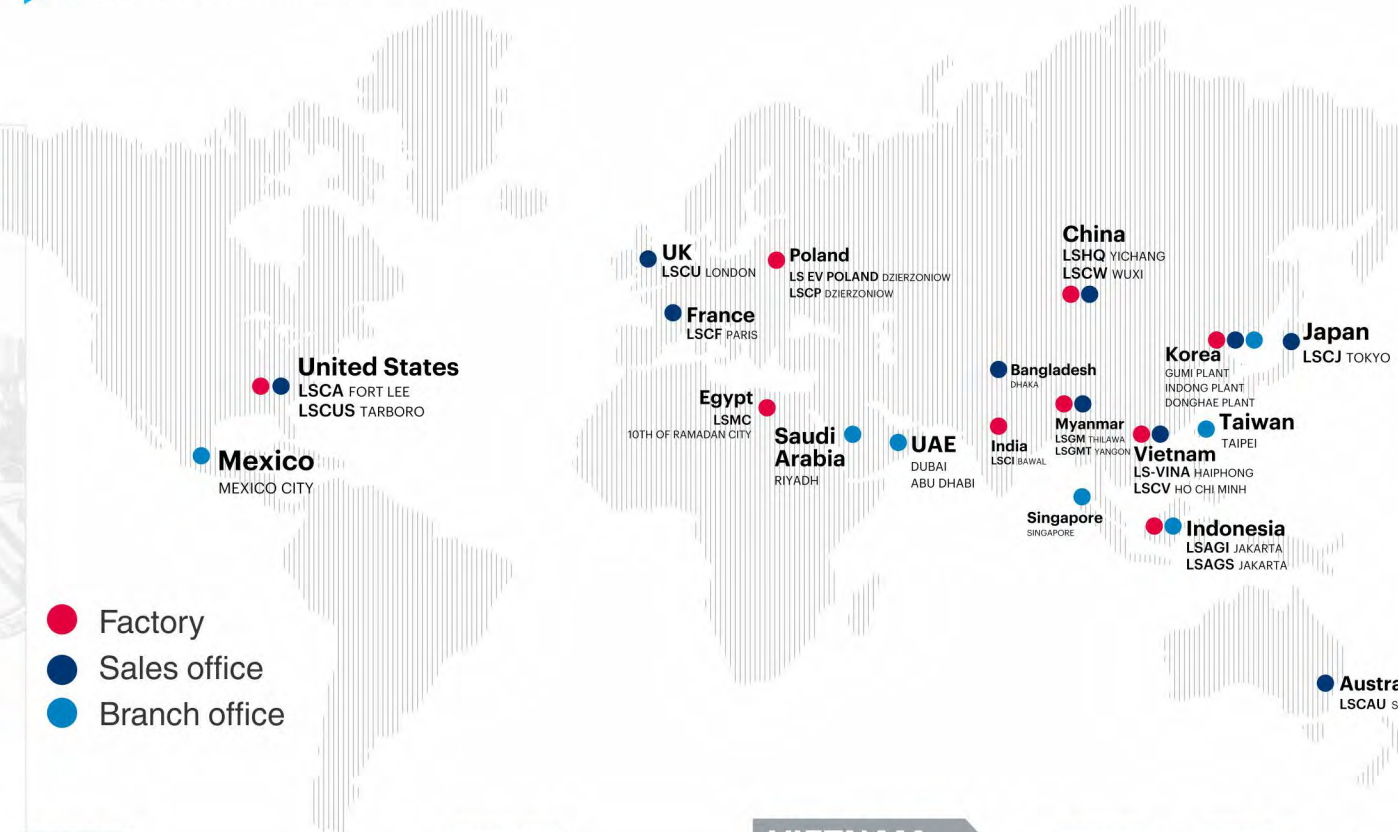 UK
LSCU LONDON
Poland
LS EV POLAND DZIERZONIOW
LSCP DZIERZONIOW
France
LSCF PARIS
China
LSHQ YICHANG
LSCW WUXI
Korea
GUMI PLANT
INDONG PLANT
DONGHAE PLANT
Japan
LSCJ TOKYO
United States
LSCA FORT LEE
LSCUS TARBORO
Mexico
MEXICO CITY
Egypt
LSMC
10TH OF RAMADAN CITY
Saudi
Arabia
RIYADH
UAE
DUBAI
ABU DHABI
Bangladesh
DHAKA
India
LSCI BAWAL
Myanmar
LSGM THILAWA
LSGMT YANGON
Vietnam
LS-VINA HAIPHONG
LSCV HO CHI MINH
Taiwan
TAIPEI
Singapore
SINGAPORE
Indonesia
LSAGI JAKARTA
LSAGS JAKARTA
Factory
Sales office
Branch office
Austra
LSCAU S